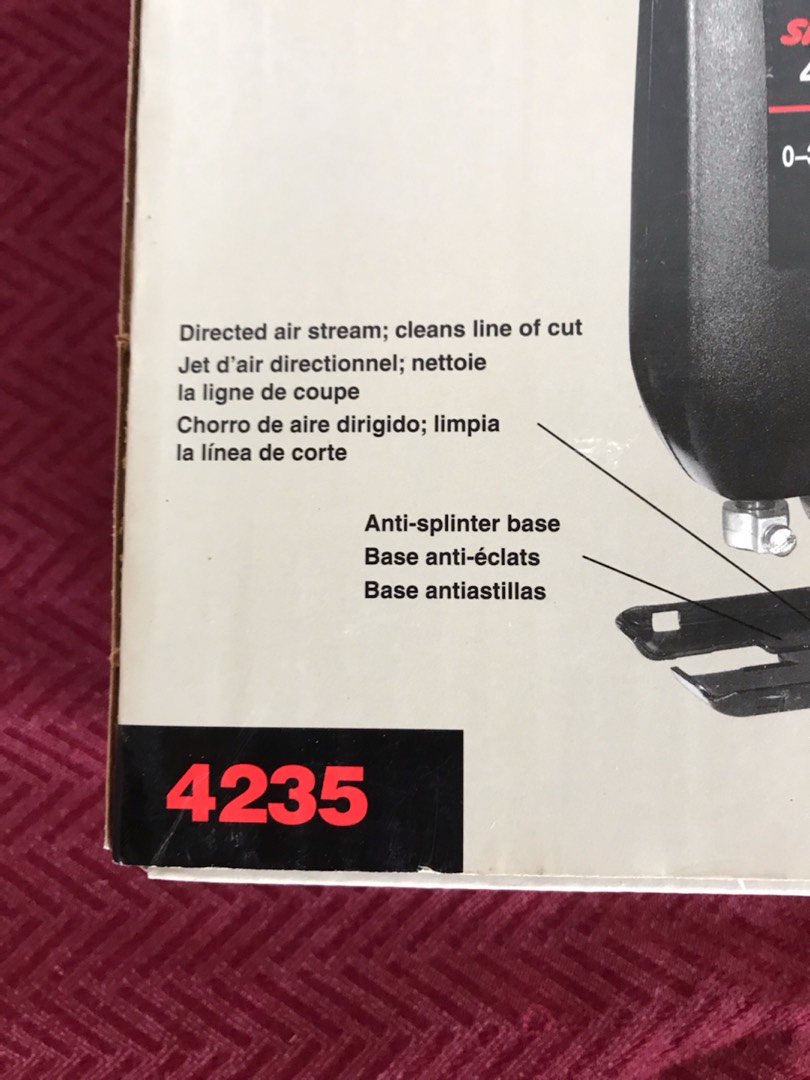 Directed air stream; cleans line of cut
Jet d'air directionnel; nettoie
la ligne de coupe
Chorro de aire dirigido; limpia
la línea de corte
Anti-splinter base
Base anti-éclats
Base antiastillas
4235